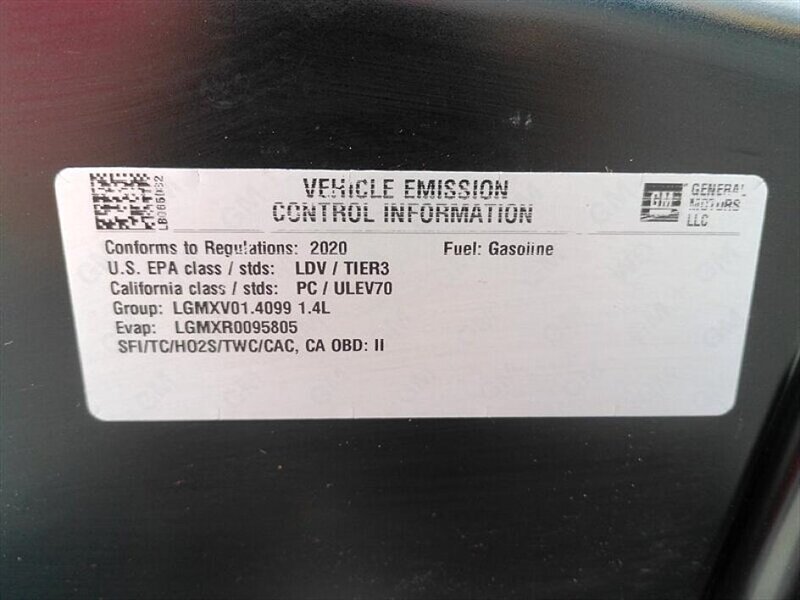 VEHICLE EMISSION
CONTROL INFORMATION
GM
GENERAL
MOTORS
LLC
Conforms to Regulations: 2020 Fuel: Gasoline
U.S. EPA class / stds: LDV / TIER3
California class / stds: PC / ULEV70
Group: LGMXV01.4099 1.4L
Evap: LGMXR0095805
SFI/TC/HO2S/TWC/CAC, CA OBD: II